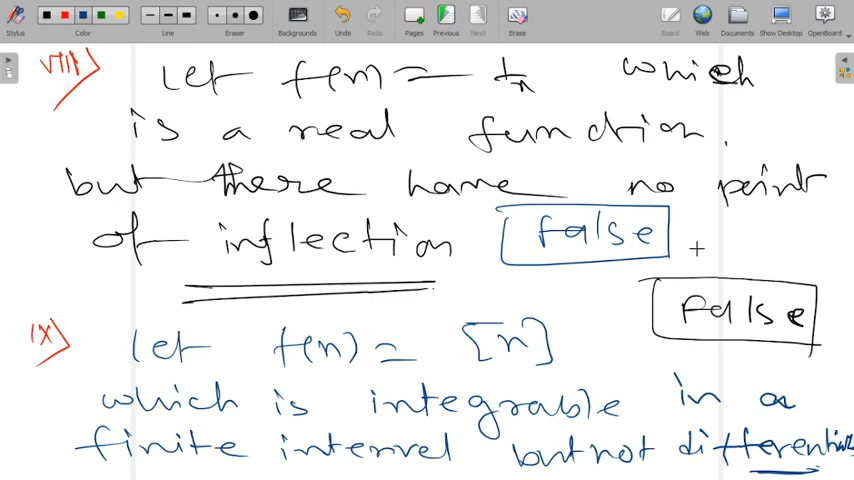 Stylus Color Line Eraser Backgrounds Undo Redo Pages Previous Next Erase Board Web Documents Show Desktop OpenBoard
VIII) Let f(n) = 1/n which
is a real function.
but there have no point
of inflection False
False
IX) Let f(n) = [n]
which is integrable in a
finite interval but not differentiable